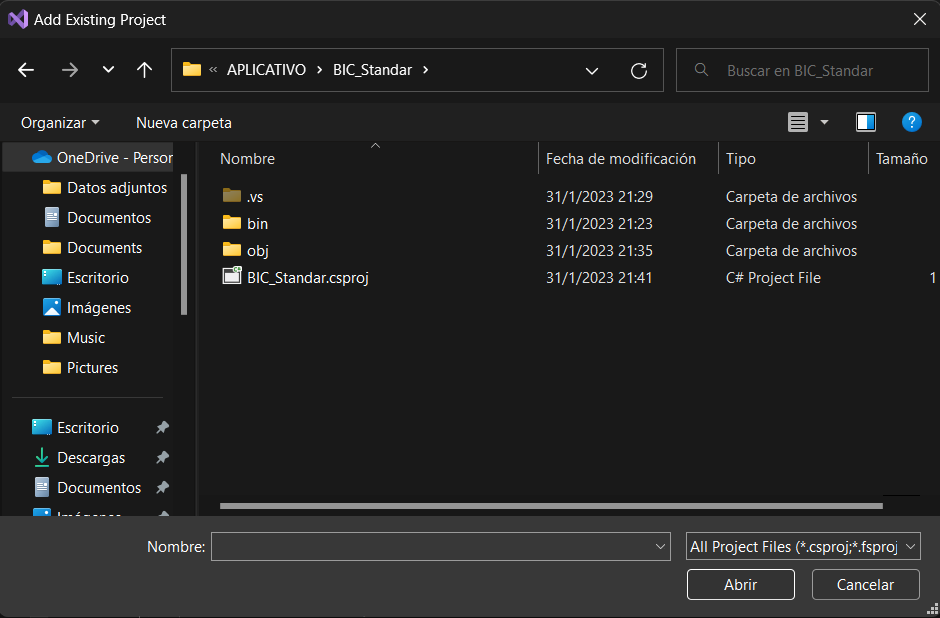 Add Existing Project
« APLICATIVO › BIC_Standar ›
Buscar en BIC_Standar
Organizar
Nueva carpeta
OneDrive - Person
Datos adjuntos
Documentos
Documents
Escritorio
Imágenes
Music
Pictures
Escritorio
Descargas
Documentos
Imágenes
Nombre Fecha de modificación Tipo Tamaño
.vs 31/1/2023 21:29 Carpeta de archivos
bin 31/1/2023 21:23 Carpeta de archivos
obj 31/1/2023 21:35 Carpeta de archivos
BIC_Standar.csproj 31/1/2023 21:41 C# Project File 1
Nombre:
All Project Files (*.csproj;*.fsproj
Abrir
Cancelar